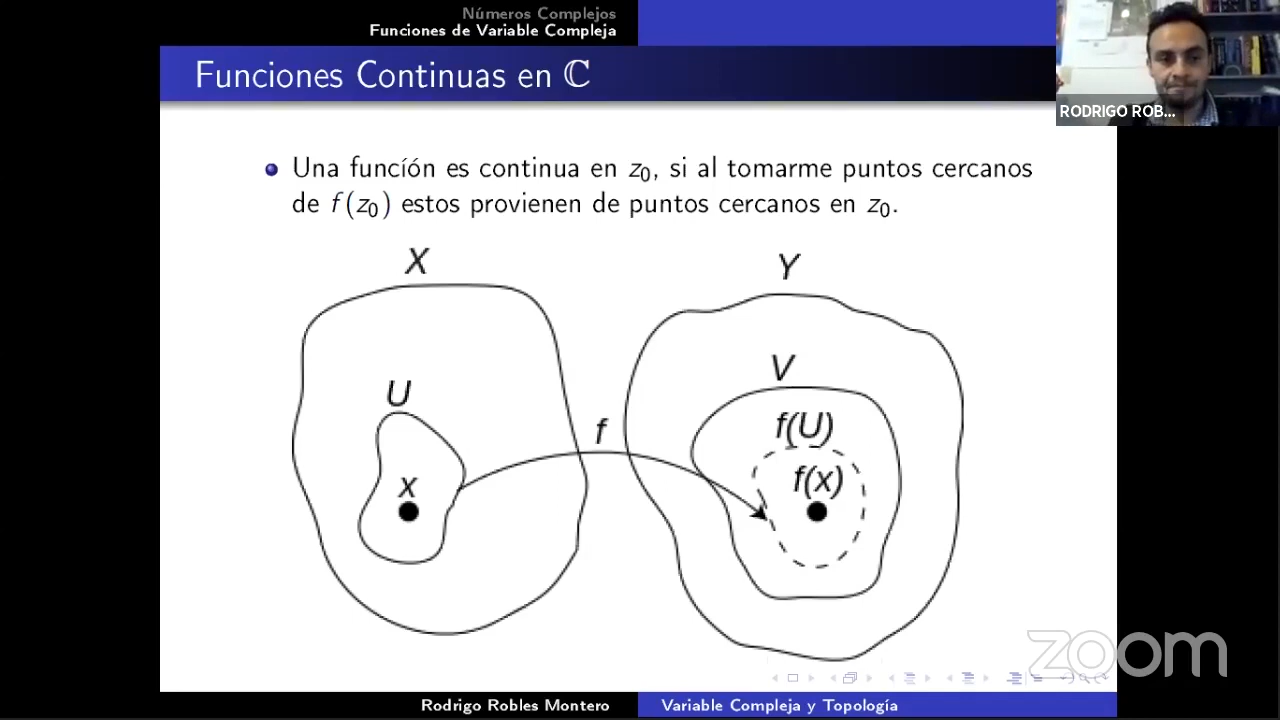 Números Complejos
Funciones de Variable Compleja
Funciones Continuas en ℂ
RODRIGO ROB...
Una funcíón es continua en z₀, si al tomarme puntos cercanos
de f(z₀) estos provienen de puntos cercanos en z₀.
X
Y
U
V
f
f(U)
x
f(x)
zoom
Rodrigo Robles Montero
Variable Compleja y Topología